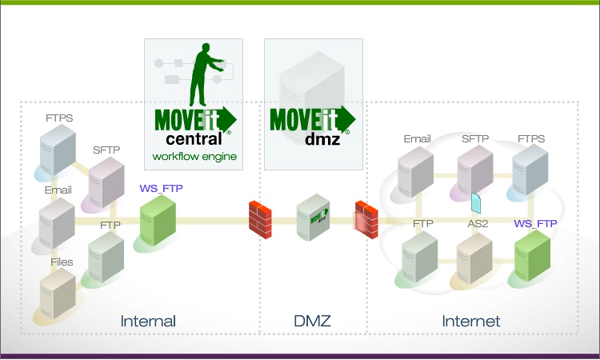 MOVEit®
central
workflow engine
MOVEit®
dmz
FTPS
SFTP
Email
WS_FTP
FTP
Files
Email
SFTP
FTPS
FTP
AS2
WS_FTP
Internal
DMZ
Internet